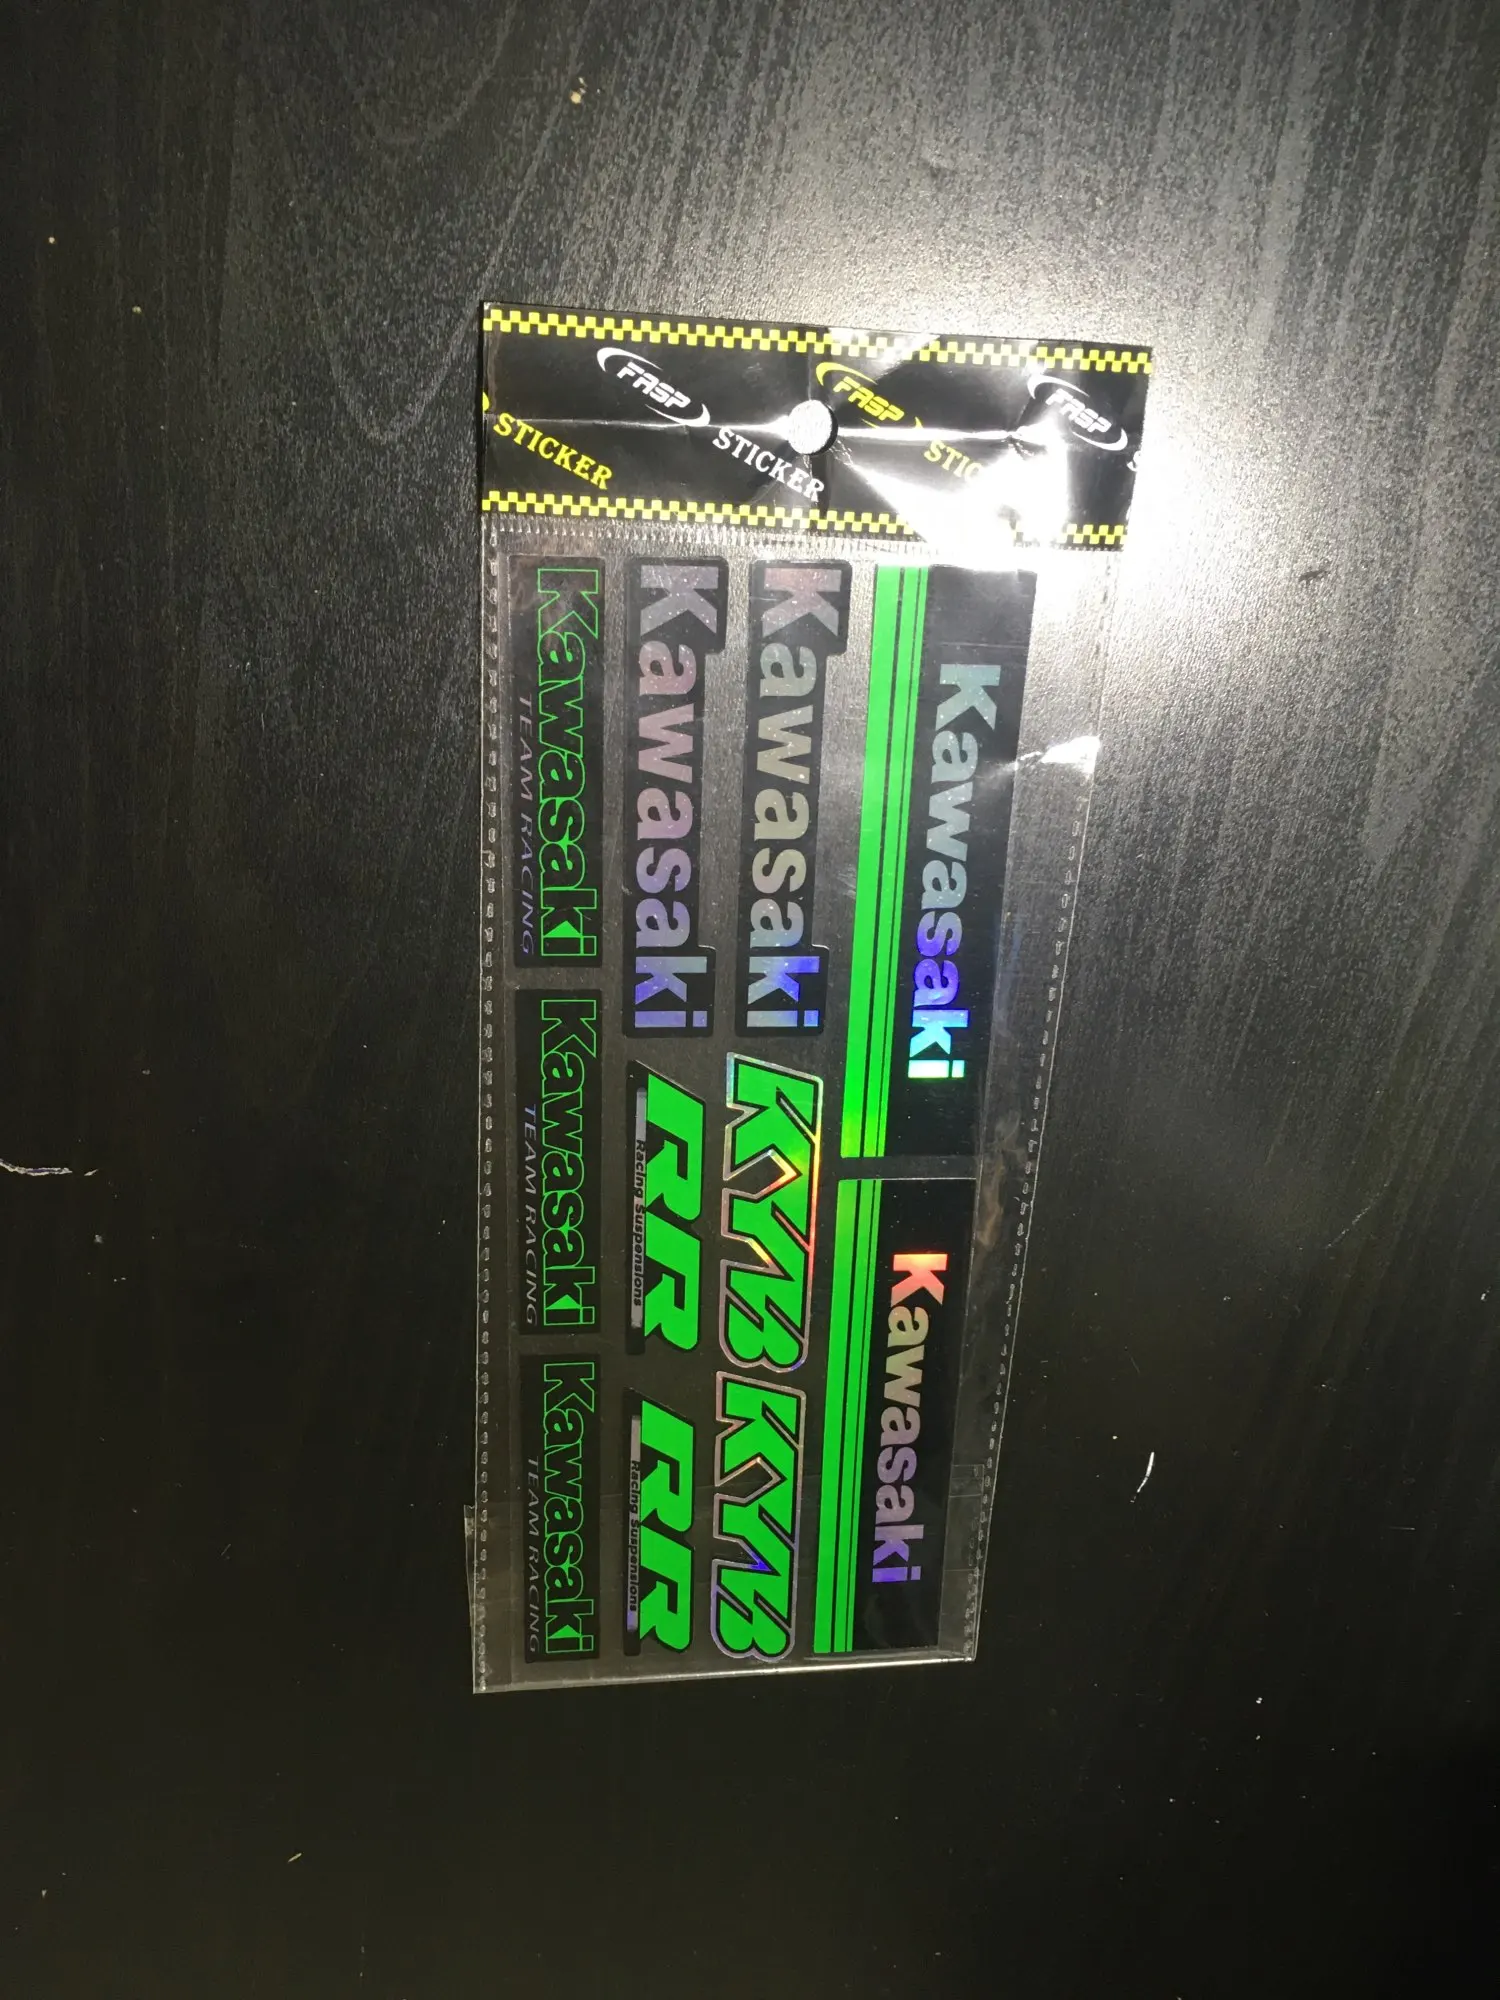 FASP
STICKER
FASP
STICKER
FASP
STICKER
Kawasaki
Kawasaki
Kawasaki
Kawasaki
KYB
KYB
RR
Racing Suspensions
RR
Racing Suspensions
Kawasaki
TEAM RACING
Kawasaki
TEAM RACING
Kawasaki
TEAM RACING